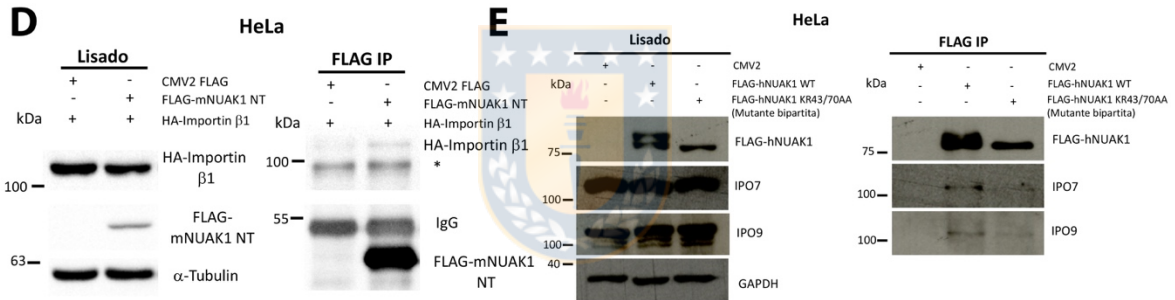 D
HeLa
Lisado
+ - CMV2 FLAG
- + FLAG-mNUAK1 NT
kDa + + HA-Importin β1
HA-Importin
β1
100
FLAG-
mNUAK1 NT
63
α-Tubulin
FLAG IP
+ - CMV2 FLAG
- + FLAG-mNUAK1 NT
kDa + + HA-Importin β1
HA-Importin β1
100 *
55
IgG
FLAG-mNUAK1
NT
E
HeLa
Lisado
+ - - CMV2
kDa - + - FLAG-hNUAK1 WT
- - + FLAG-hNUAK1 KR43/70AA
(Mutante bipartita)
FLAG-hNUAK1
75
IPO7
100
IPO9
100
40
GAPDH
FLAG IP
+ - - CMV2
kDa - + - FLAG-hNUAK1 WT
- - + FLAG-hNUAK1 KR43/70AA
(Mutante bipartita)
FLAG-hNUAK1
75
IPO7
100
IPO9
100